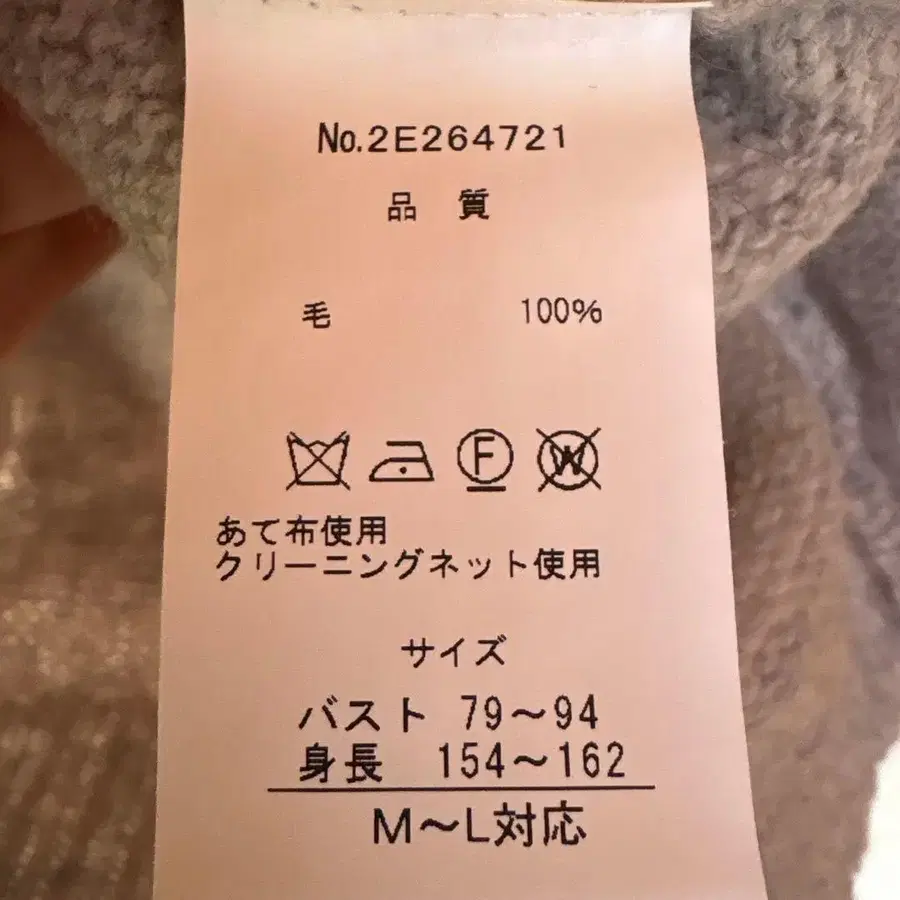 No.2E264721
品 質
毛 100%
F W
あて布使用
クリーニングネット使用
サイズ
バスト 79〜94
身長 154〜162
M〜L対応